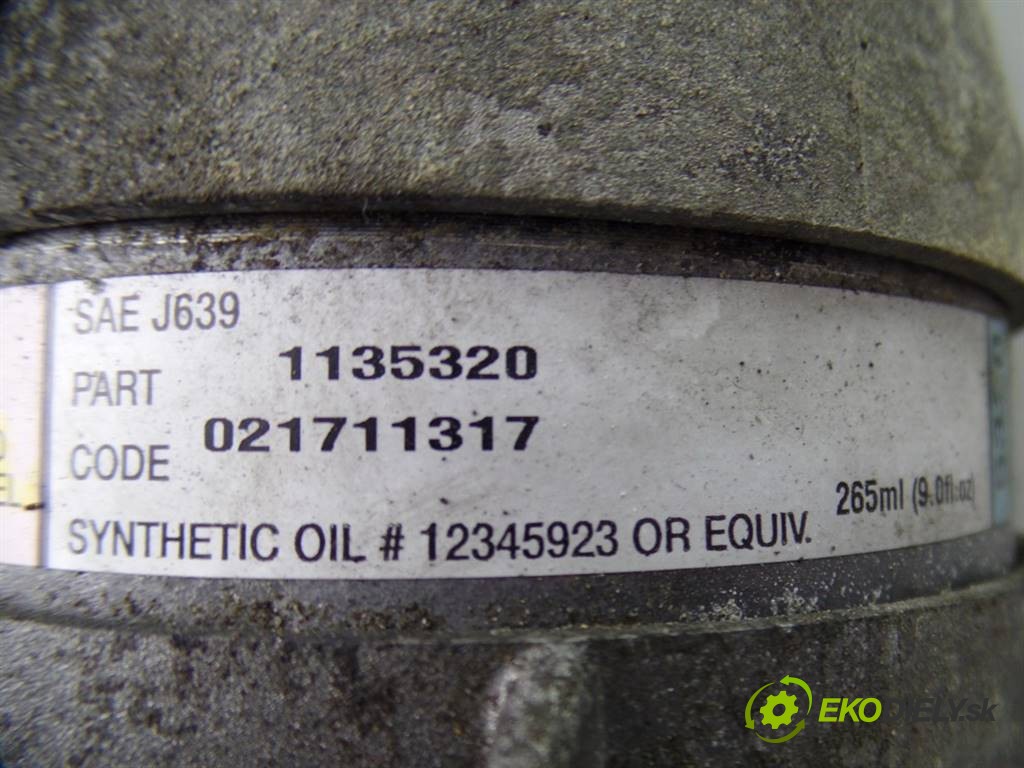 SAE J639
PART 1135320
CODE 021711317
265ml (9.0fl.oz)
SYNTHETIC OIL # 12345923 OR EQUIV.
EKODIELY.sk